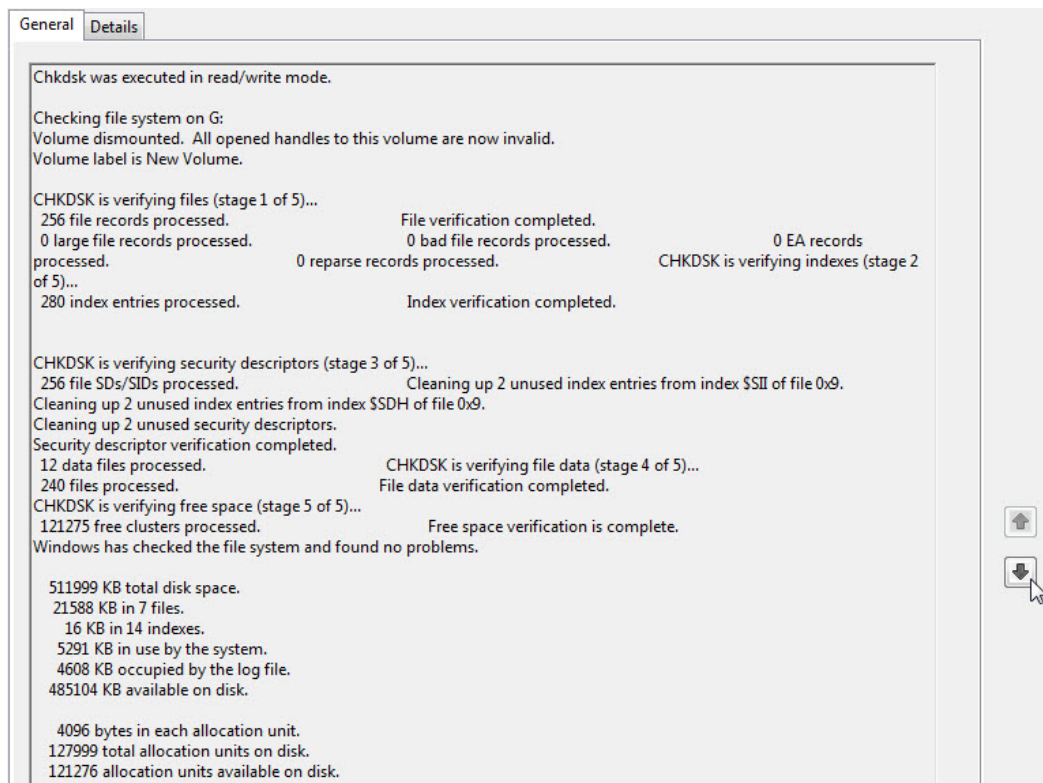 General Details
Chkdsk was executed in read/write mode.
Checking file system on G:
Volume dismounted. All opened handles to this volume are now invalid.
Volume label is New Volume.
CHKDSK is verifying files (stage 1 of 5)...
256 file records processed. File verification completed.
0 large file records processed. 0 bad file records processed. 0 EA records
processed. 0 reparse records processed. CHKDSK is verifying indexes (stage 2
of 5)...
280 index entries processed. Index verification completed.
CHKDSK is verifying security descriptors (stage 3 of 5)...
256 file SDs/SIDs processed. Cleaning up 2 unused index entries from index $SII of file 0x9.
Cleaning up 2 unused index entries from index $SDH of file 0x9.
Cleaning up 2 unused security descriptors.
Security descriptor verification completed.
12 data files processed. CHKDSK is verifying file data (stage 4 of 5)...
240 files processed. File data verification completed.
CHKDSK is verifying free space (stage 5 of 5)...
121275 free clusters processed. Free space verification is complete.
Windows has checked the file system and found no problems.
511999 KB total disk space.
21588 KB in 7 files.
16 KB in 14 indexes.
5291 KB in use by the system.
4608 KB occupied by the log file.
485104 KB available on disk.
4096 bytes in each allocation unit.
127999 total allocation units on disk.
121276 allocation units available on disk.